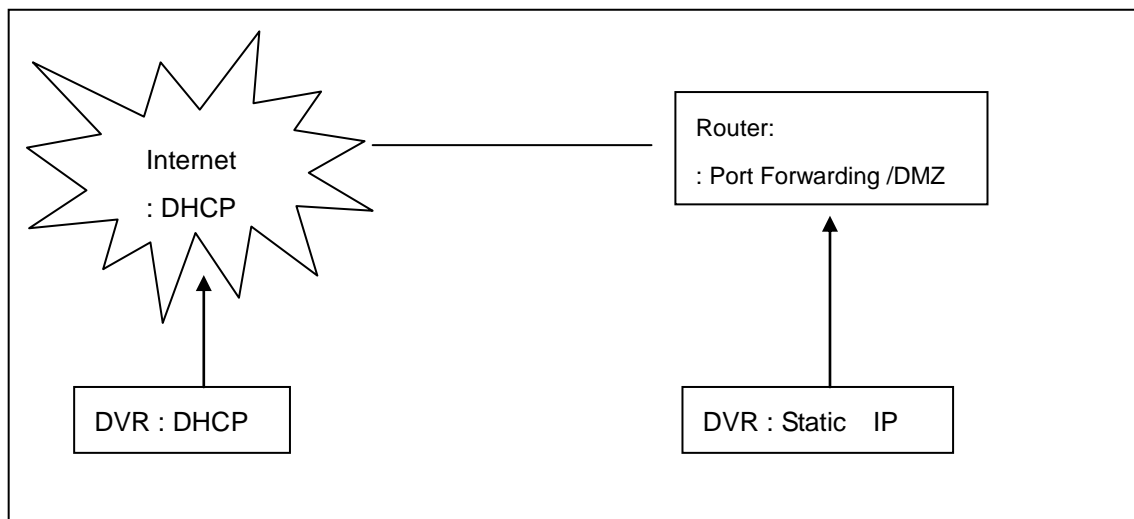 Internet
: DHCP
Router:
: Port Forwarding /DMZ
DVR : DHCP
DVR : Static IP